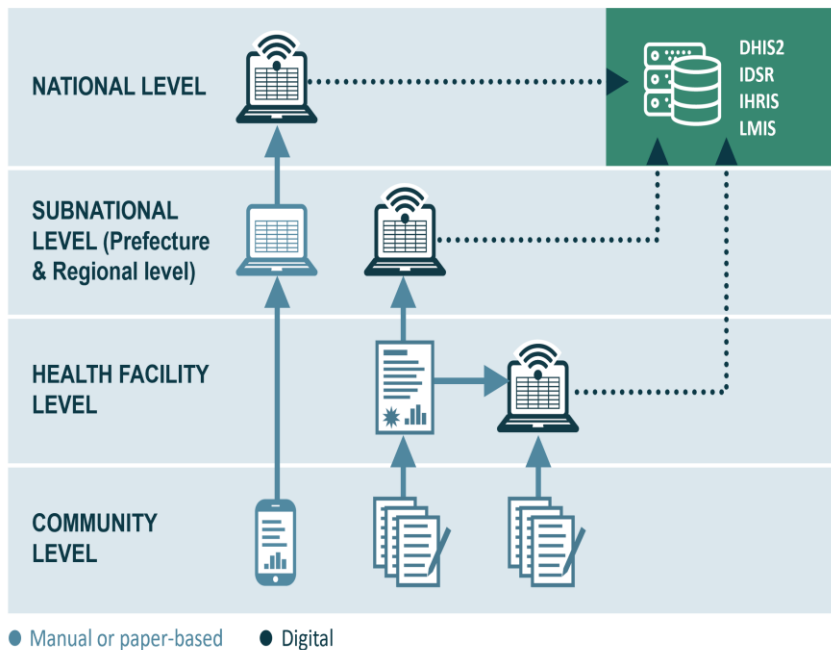 NATIONAL LEVEL
DHIS2
IDSR
IHRIS
LMIS
SUBNATIONAL
LEVEL (Prefecture
& Regional level)
HEALTH FACILITY
LEVEL
COMMUNITY
LEVEL
Manual or paper-based
Digital